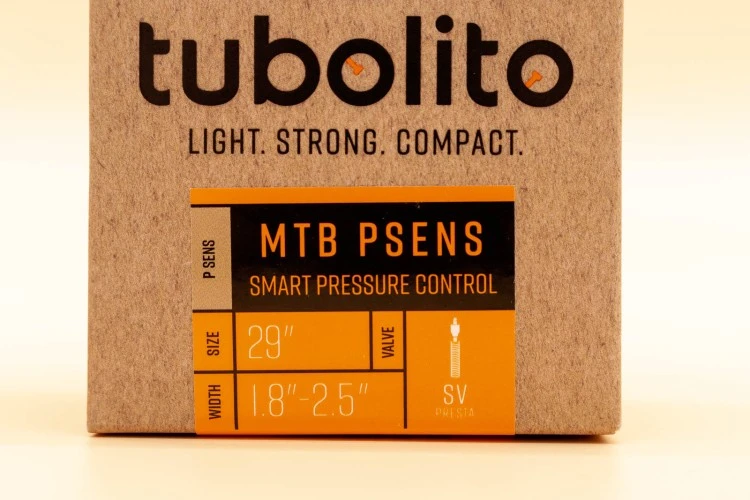 tubolito
LIGHT. STRONG. COMPACT.
P SENS
MTB PSENS
SMART PRESSURE CONTROL
SIZE
29"
VALVE
SV
PRESTA
WIDTH
1.8"-2.5"